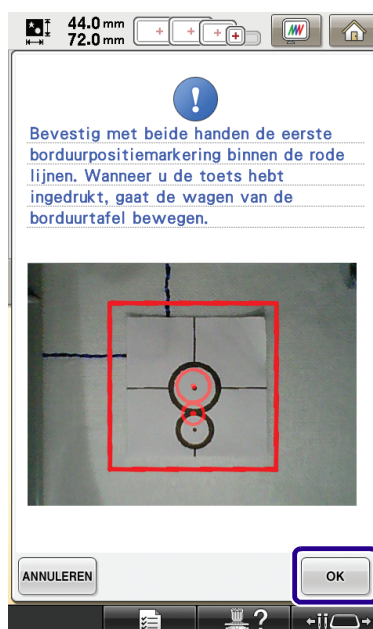 44.0 mm
72.0 mm
Bevestig met beide handen de eerste
borduurpositiemarkering binnen de rode
lijnen. Wanneer u de toets hebt
ingedrukt, gaat de wagen van de
borduurtafel bewegen.
ANNULEREN
OK
?